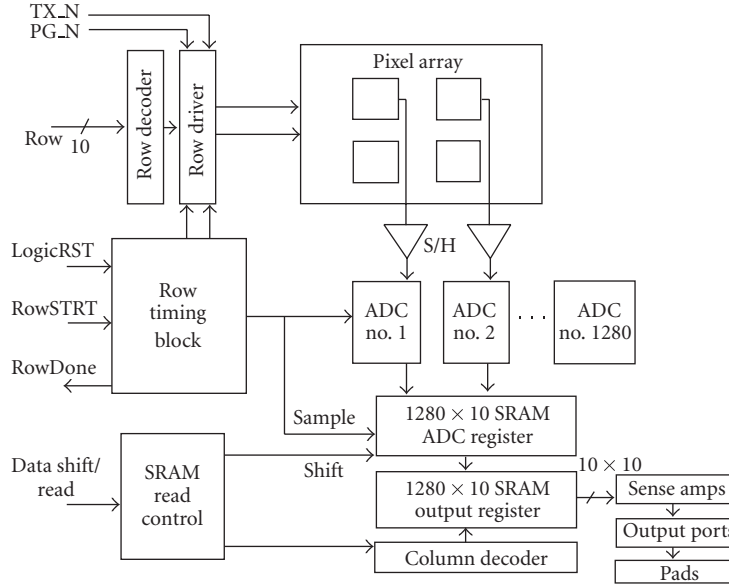 TX_N
PG_N
Pixel array
Row decoder
Row driver
Row
10
S/H
LogicRST
RowSTRT
RowDone
Row
timing
block
ADC
no. 1
ADC
no. 2
. . .
ADC
no. 1280
Sample
1280 × 10 SRAM
ADC register
Data shift/
read
SRAM
read
control
Shift
1280 × 10 SRAM
output register
10 × 10
Sense amps
Output ports
Column decoder
Pads